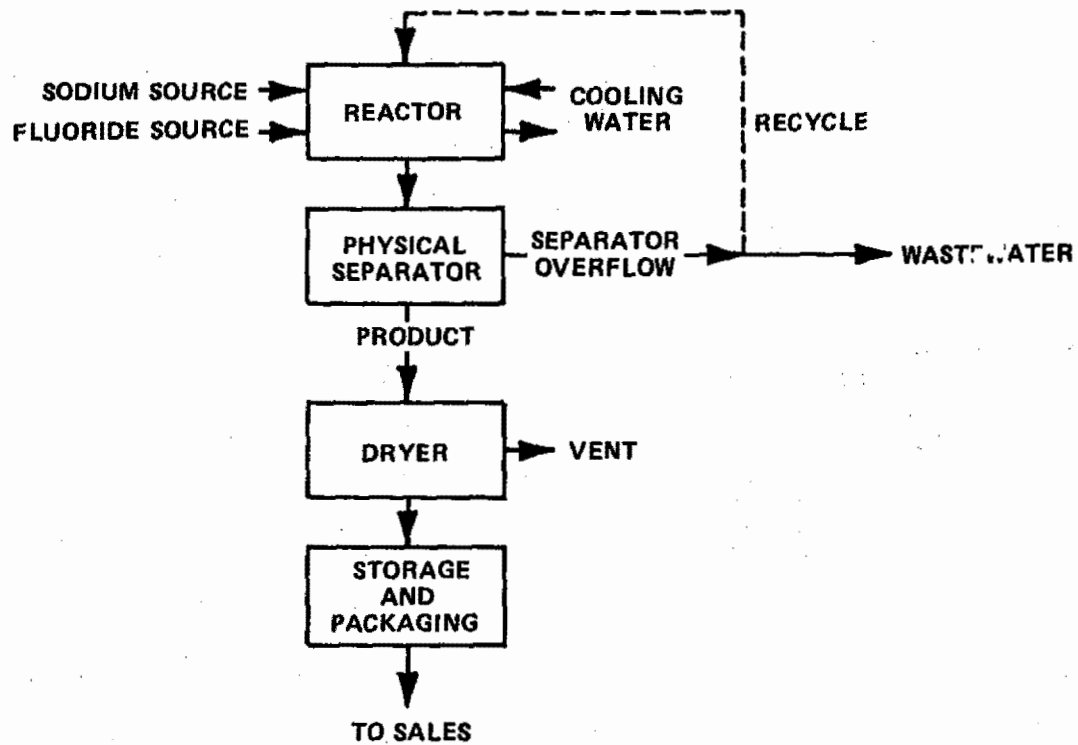 SODIUM SOURCE
FLUORIDE SOURCE
REACTOR
COOLING
WATER
RECYCLE
PHYSICAL
SEPARATOR
SEPARATOR
OVERFLOW
WASTEWATER
PRODUCT
DRYER
VENT
STORAGE
AND
PACKAGING
TO SALES